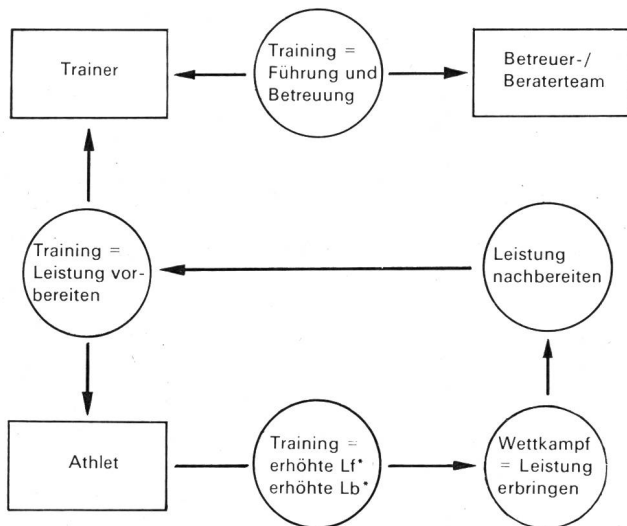 Trainer
Training =
Führung und
Betreuung
Betreuer-/
Beraterteam
Training =
Leistung vor-
bereiten
Leistung
nachbereiten
Athlet
Training =
erhöhte Lf*
erhöhte Lb*
Wettkampf
= Leistung
erbringen